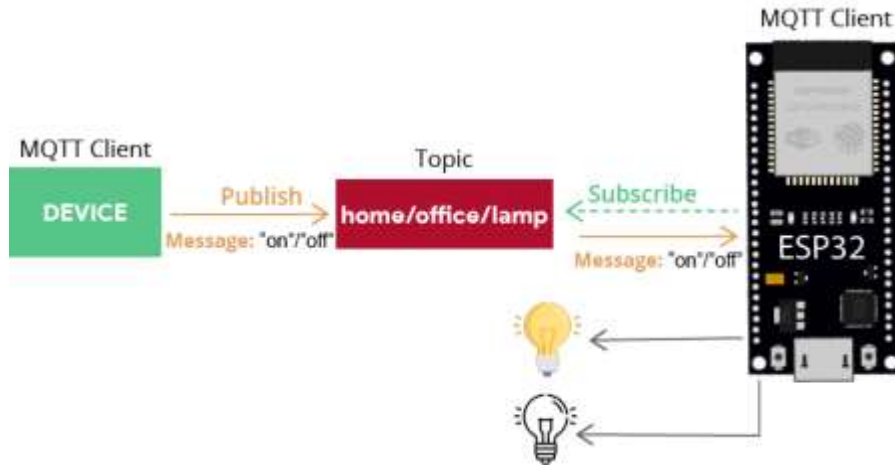 MQTT Client
MQTT Client
Topic
DEVICE
Publish
home/office/lamp
Subscribe
Message: "on"/"off"
ESP32
Message: "on"/"off"